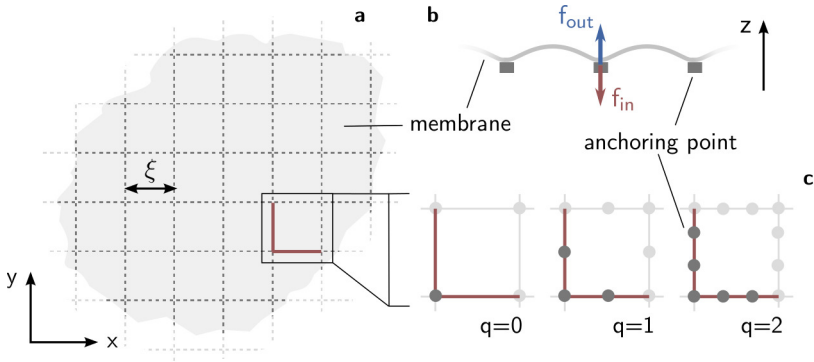 a
ξ
y
x
b
f_out
f_in
z
membrane
anchoring point
c
q=0
q=1
q=2